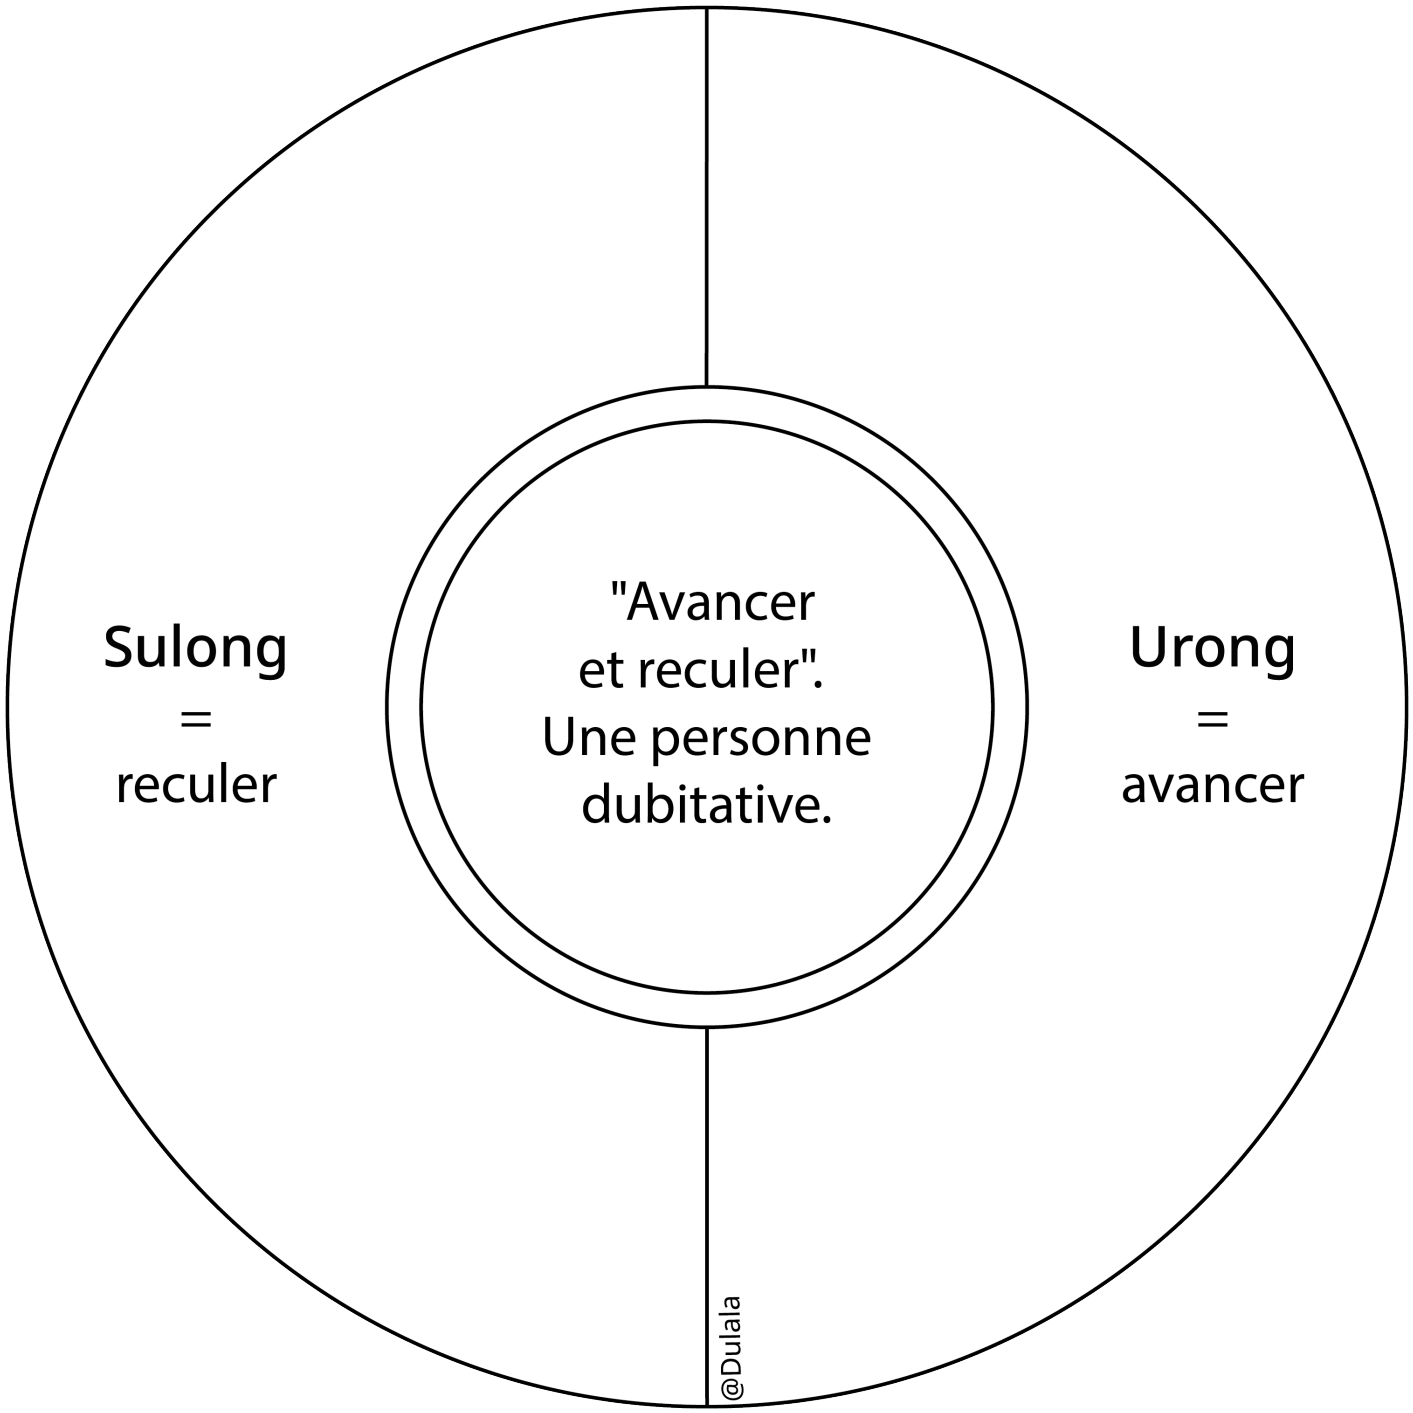 Sulong
=
reculer
"Avancer
et reculer".
Une personne
dubitative.
Urong
=
avancer
@Dulala